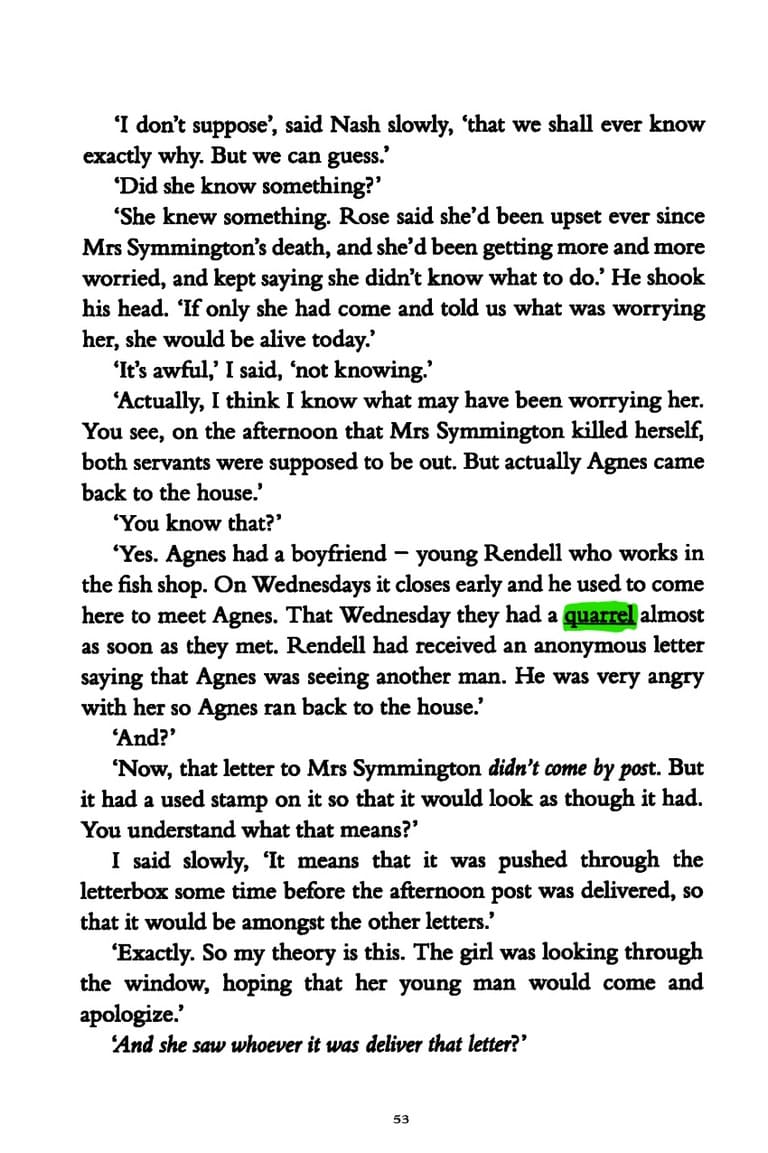 ‘I don’t suppose’, said Nash slowly, ‘that we shall ever know
exactly why. But we can guess.’
‘Did she know something?’
‘She knew something. Rose said she’d been upset ever since
Mrs Symmington’s death, and she’d been getting more and more
worried, and kept saying she didn’t know what to do.’ He shook
his head. ‘If only she had come and told us what was worrying
her, she would be alive today.’
‘It’s awful,’ I said, ‘not knowing.’
‘Actually, I think I know what may have been worrying her.
You see, on the afternoon that Mrs Symmington killed herself,
both servants were supposed to be out. But actually Agnes came
back to the house.’
‘You know that?’
‘Yes. Agnes had a boyfriend – young Rendell who works in
the fish shop. On Wednesdays it closes early and he used to come
here to meet Agnes. That Wednesday they had a quarrel almost
as soon as they met. Rendell had received an anonymous letter
saying that Agnes was seeing another man. He was very angry
with her so Agnes ran back to the house.’
‘And?’
‘Now, that letter to Mrs Symmington didn’t come by post. But
it had a used stamp on it so that it would look as though it had.
You understand what that means?’
I said slowly, ‘It means that it was pushed through the
letterbox some time before the afternoon post was delivered, so
that it would be amongst the other letters.’
‘Exactly. So my theory is this. The girl was looking through
the window, hoping that her young man would come and
apologize.’
‘And she saw whoever it was deliver that letter?’
53